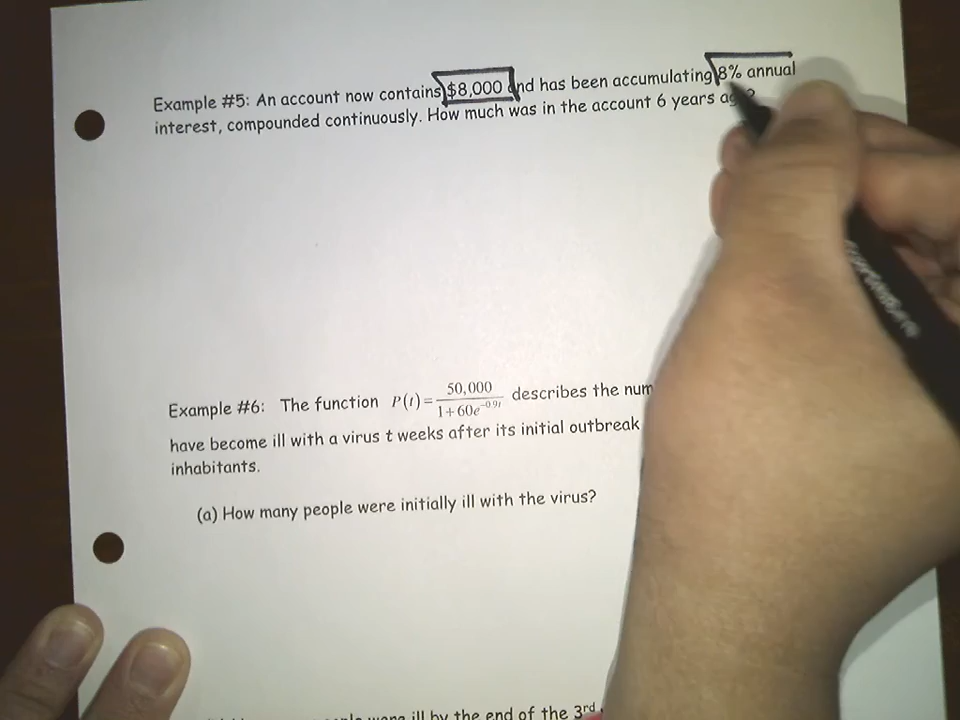 Example #5: An account now contains $8,000 and has been accumulating 8% annual
interest, compounded continuously. How much was in the account 6 years ago?
Example #6: The function P(t)=50,000/1+60e^-0.9t describes the num
have become ill with a virus t weeks after its initial outbreak
inhabitants.
(a) How many people were initially ill with the virus?
were ill by the end of the 3rd